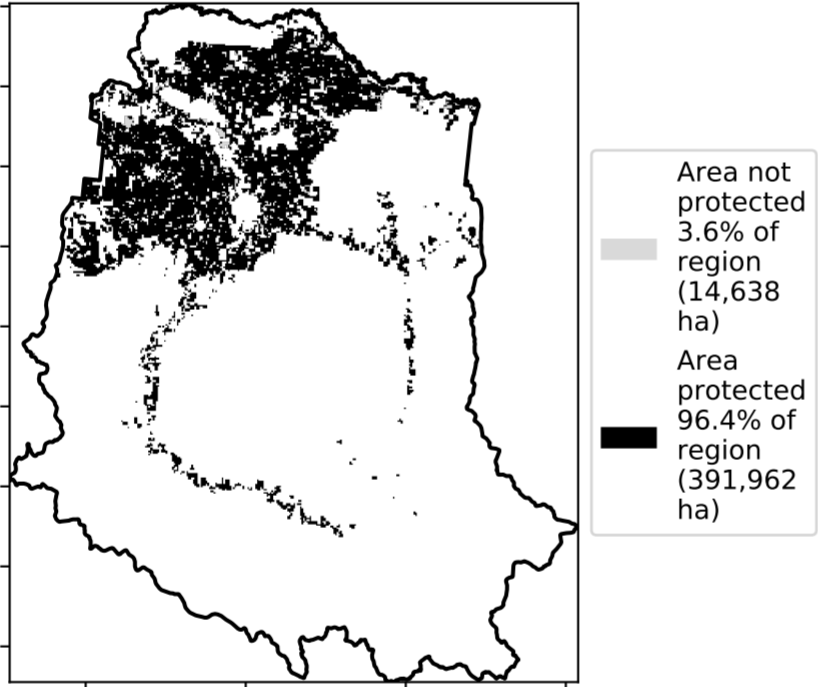 Area not
protected
3.6% of
region
(14,638
ha)
Area
protected
96.4% of
region
(391,962
ha)